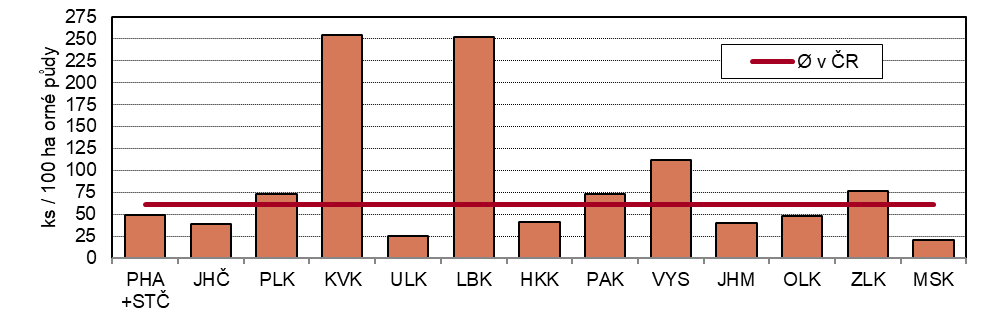 ks / 100 ha orné půdy
275
250
225
200
175
150
125
100
75
50
25
0
Ø v ČR
PHA +STČ
JHČ
PLK
KVK
ULK
LBK
HKK
PAK
VYS
JHM
OLK
ZLK
MSK